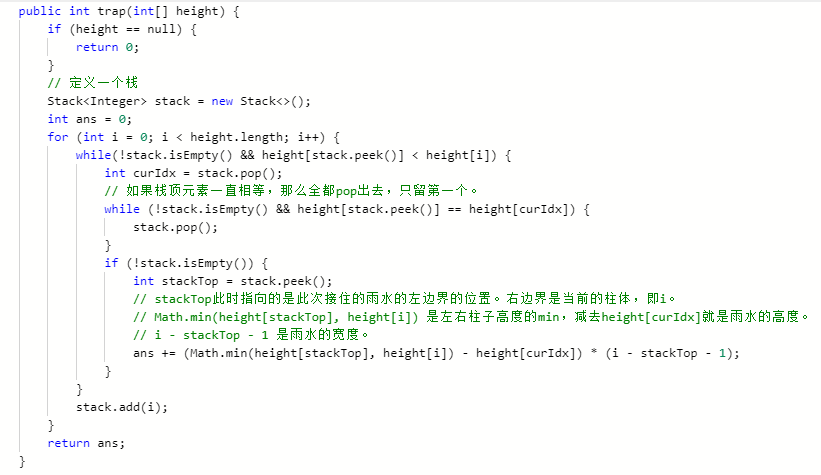 public int trap(int[] height) {
    if (height == null) {
        return 0;
    }
    // 定义一个栈
    Stack<Integer> stack = new Stack<>();
    int ans = 0;
    for (int i = 0; i < height.length; i++) {
        while(!stack.isEmpty() && height[stack.peek()] < height[i]) {
            int curIdx = stack.pop();
            // 如果栈顶元素一直相等，那么全都pop出去，只留第一个。
            while (!stack.isEmpty() && height[stack.peek()] == height[curIdx]) {
                stack.pop();
            }
            if (!stack.isEmpty()) {
                int stackTop = stack.peek();
                // stackTop此时指向的是此次接住的雨水的左边界的位置。右边界是当前的柱体，即i。
                // Math.min(height[stackTop], height[i]) 是左右柱子高度的min，减去height[curIdx]就是雨水的高度。
                // i - stackTop - 1 是雨水的宽度。
                ans += (Math.min(height[stackTop], height[i]) - height[curIdx]) * (i - stackTop - 1);
            }
        }
        stack.add(i);
    }
    return ans;
}